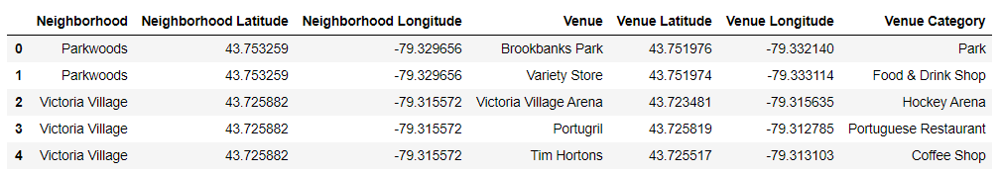 Neighborhood Neighborhood Latitude Neighborhood Longitude Venue Venue Latitude Venue Longitude Venue Category
0 Parkwoods 43.753259 -79.329656 Brookbanks Park 43.751976 -79.332140 Park
1 Parkwoods 43.753259 -79.329656 Variety Store 43.751974 -79.333114 Food & Drink Shop
2 Victoria Village 43.725882 -79.315572 Victoria Village Arena 43.723481 -79.315635 Hockey Arena
3 Victoria Village 43.725882 -79.315572 Portugril 43.725819 -79.312785 Portuguese Restaurant
4 Victoria Village 43.725882 -79.315572 Tim Hortons 43.725517 -79.313103 Coffee Shop